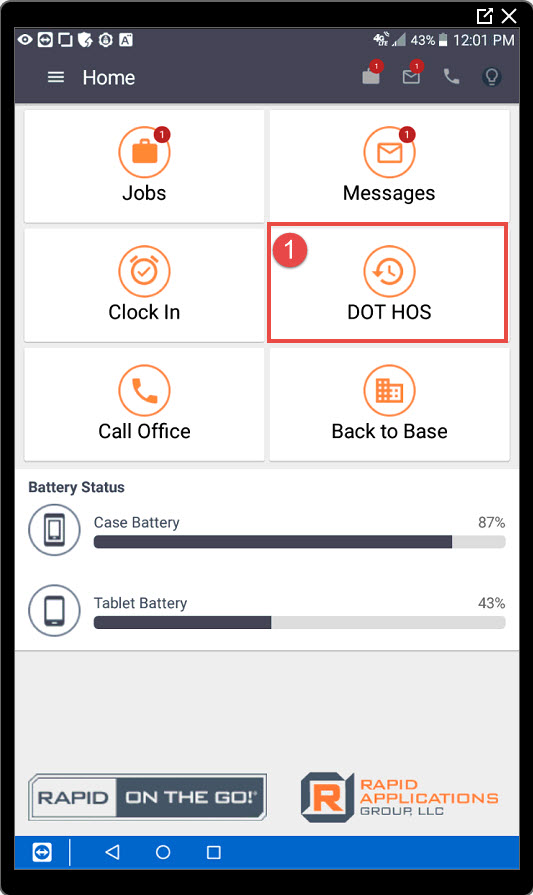 43% 12:01 PM
Home
1
1
1
Jobs
1
Messages
Clock In
1
DOT HOS
Call Office
Back to Base
Battery Status
Case Battery 87%
Tablet Battery 43%
RAPID ON THE GO!®
R RAPID
APPLICATIONS
GROUP, LLC